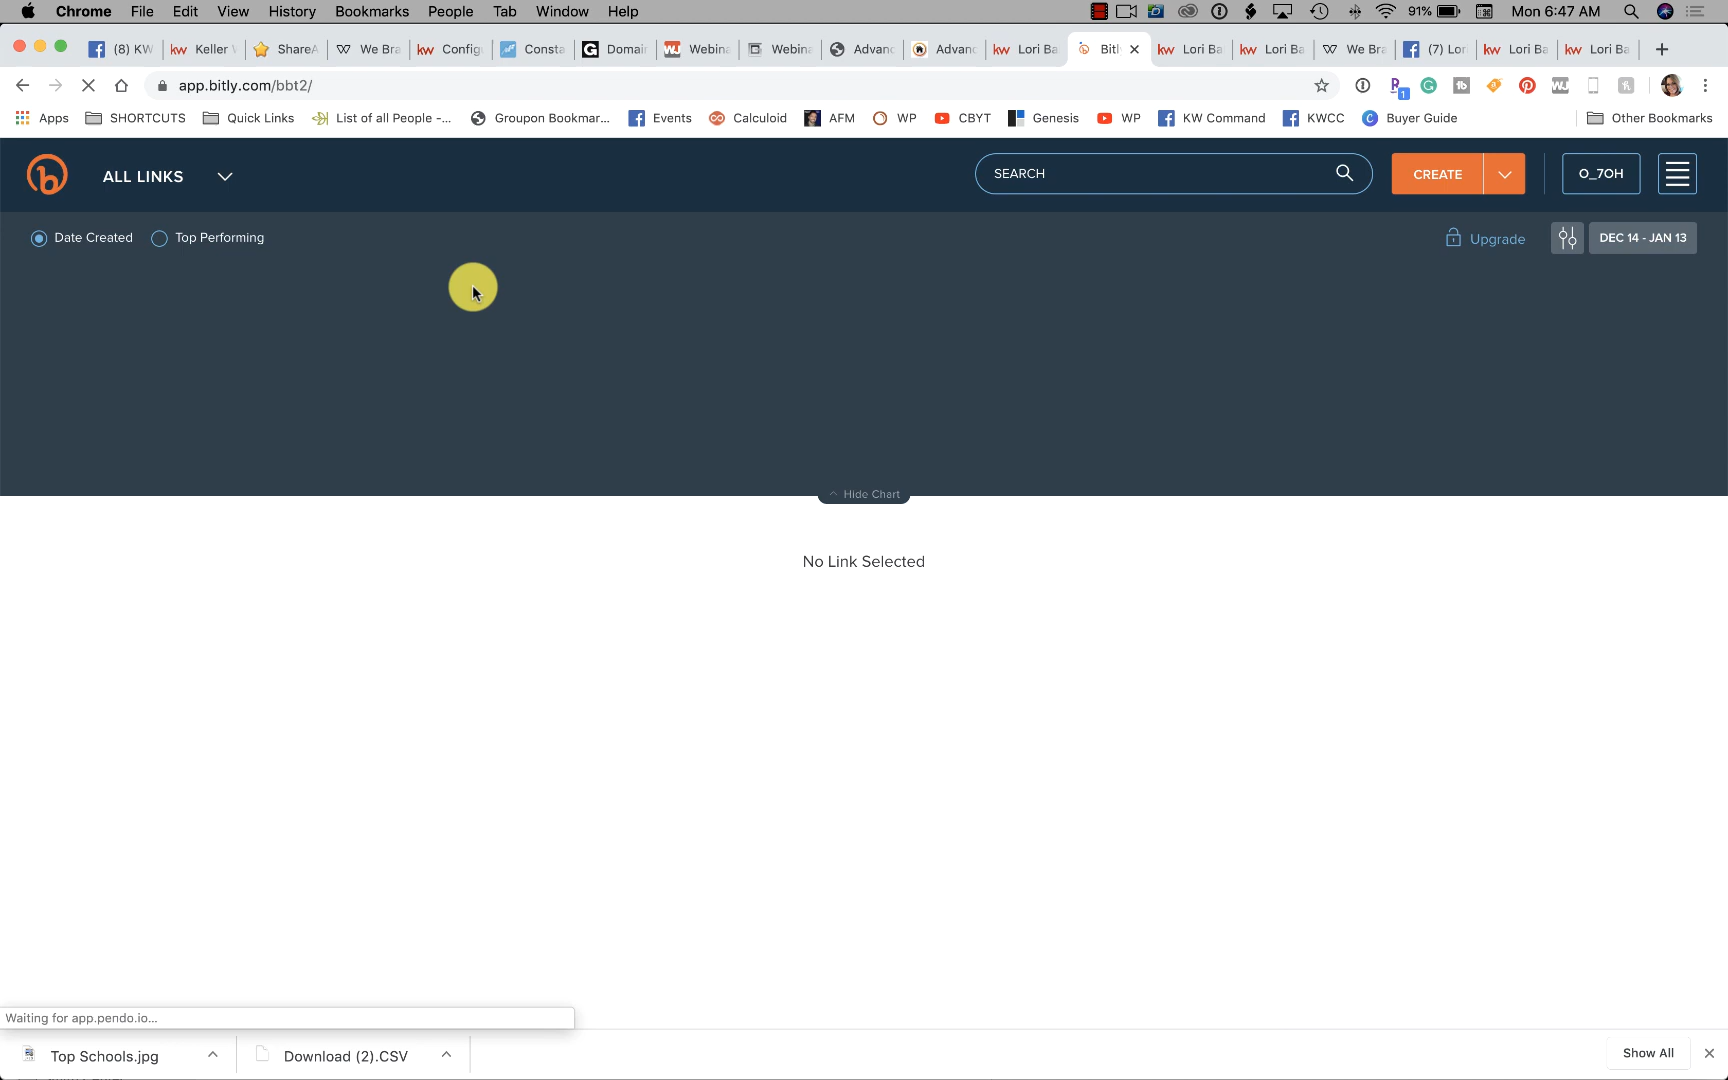 Chrome File Edit View History Bookmarks People Tab Window Help 91% Mon 6:47 AM
(8) KW Keller ShareA We Bra Config Consta Domai Webina Webina Advanc Advanc Lori Ba Bitl Lori Ba Lori Ba We Bra (7) Lor Lori Ba Lori Ba
app.bitly.com/bbt2/
Apps SHORTCUTS Quick Links List of all People -... Groupon Bookmar... Events Calculoid AFM WP CBYT Genesis WP KW Command KWCC Buyer Guide Other Bookmarks
ALL LINKS SEARCH CREATE O_7OH
Date Created Top Performing Upgrade DEC 14 - JAN 13
Hide Chart
No Link Selected
Waiting for app.pendo.io...
Top Schools.jpg Download (2).CSV Show All